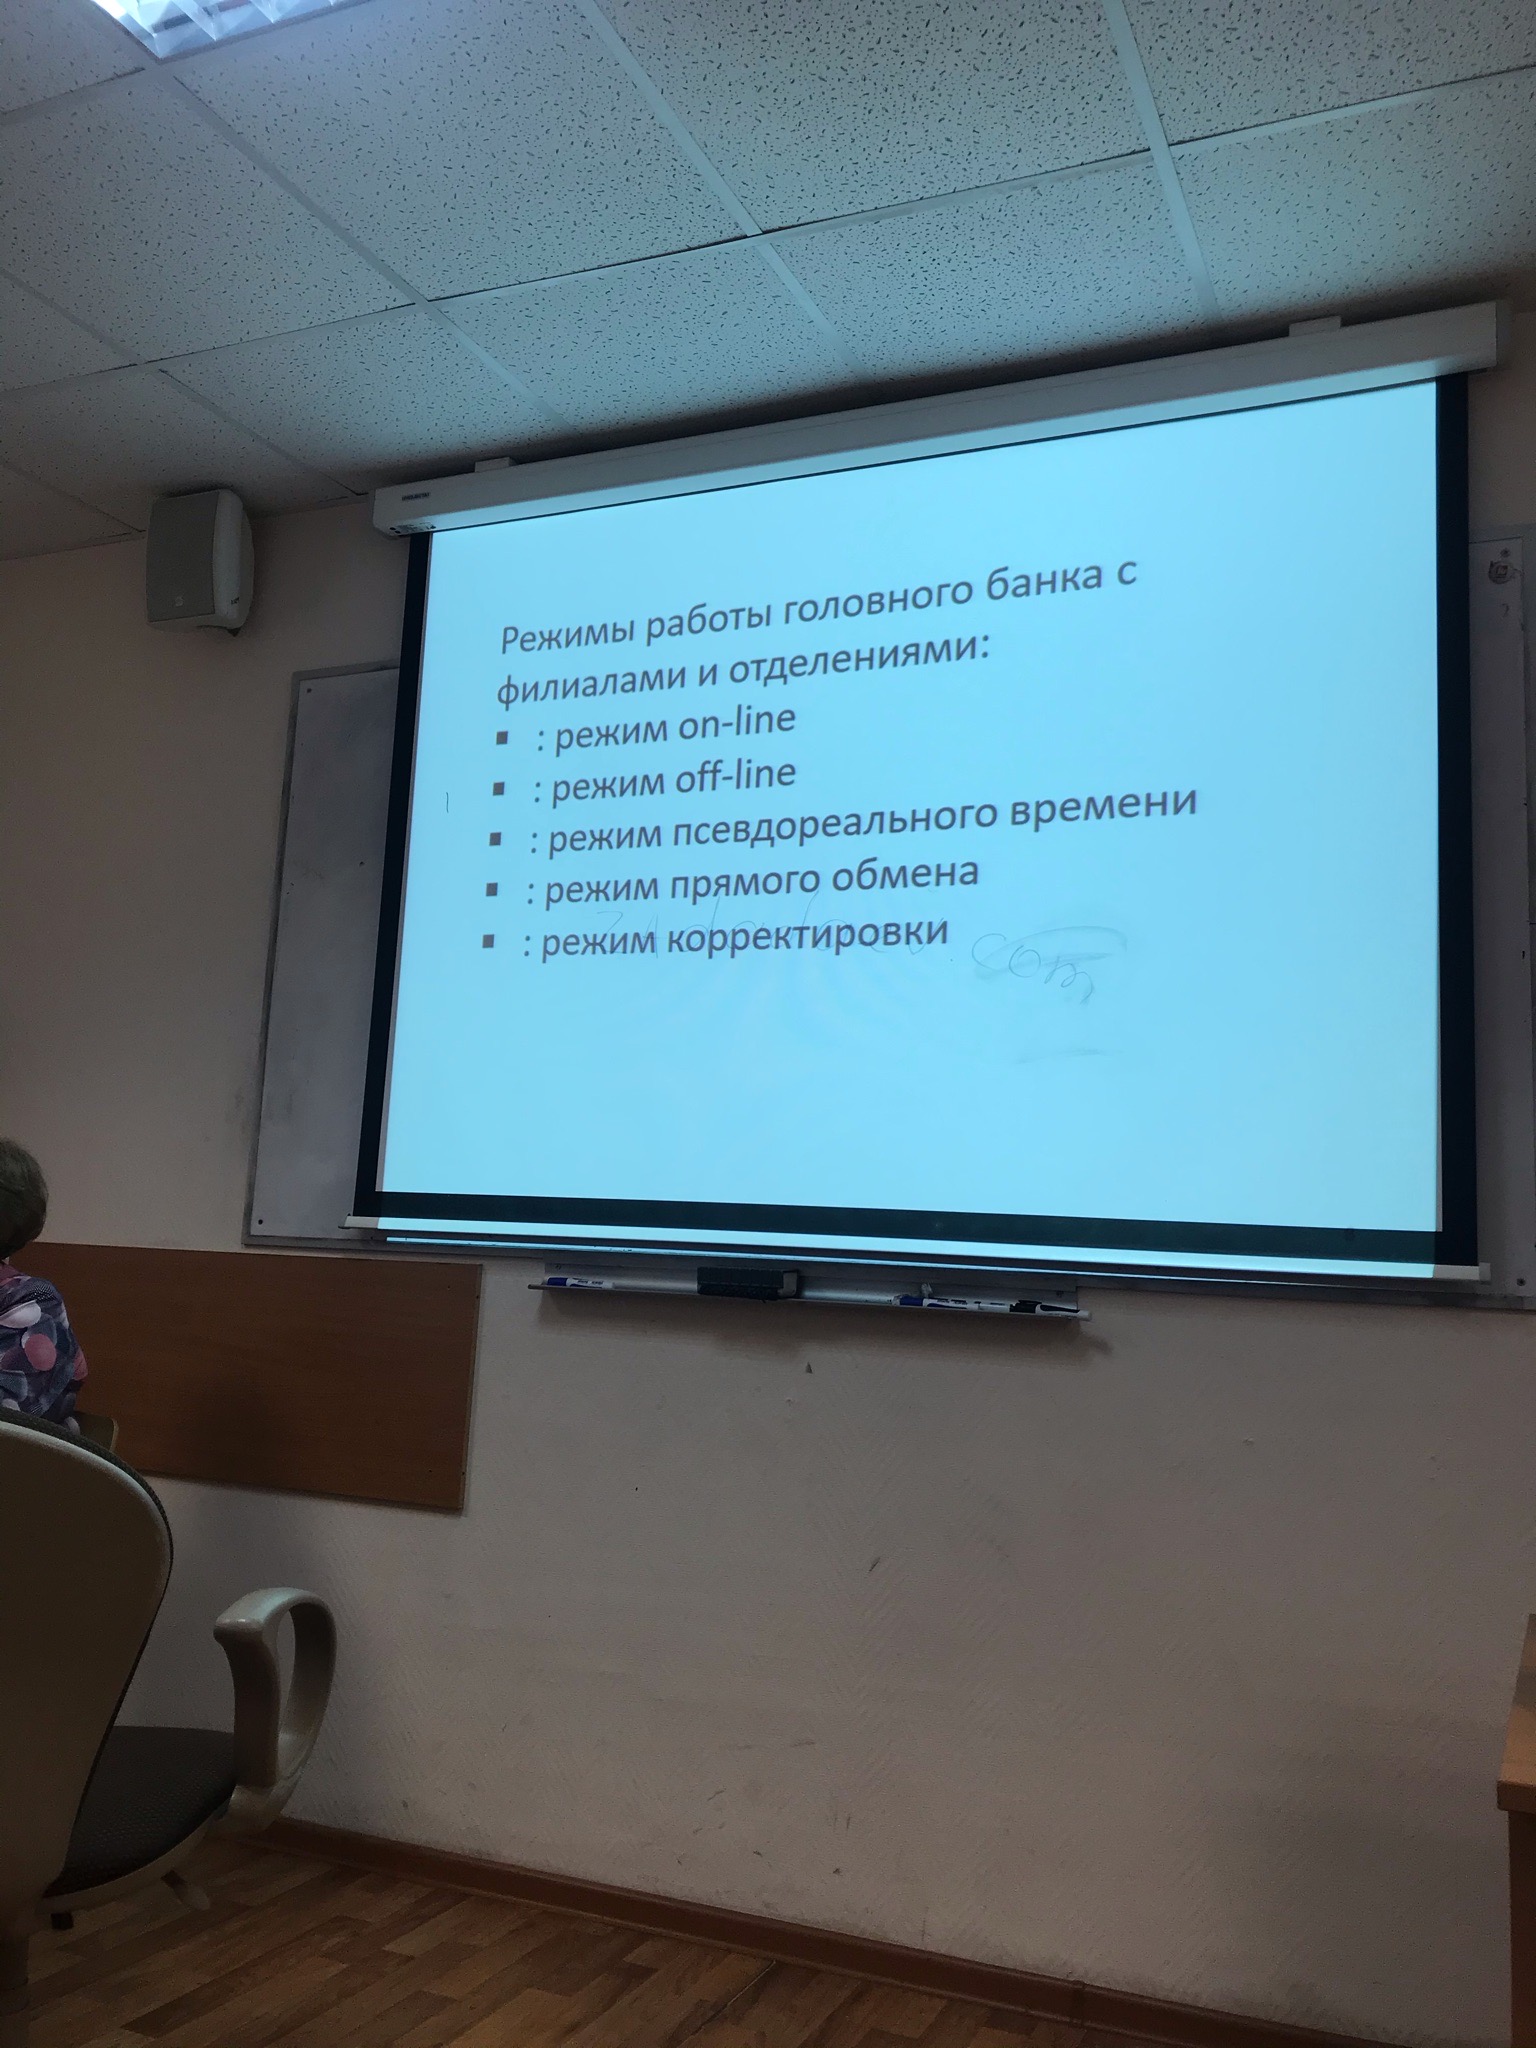 Режимы работы головного банка с
филиалами и отделениями:
▪ : режим on-line
▪ : режим off-line
▪ : режим псевдореального времени
▪ : режим прямого обмена
▪ : режим корректировки
.com